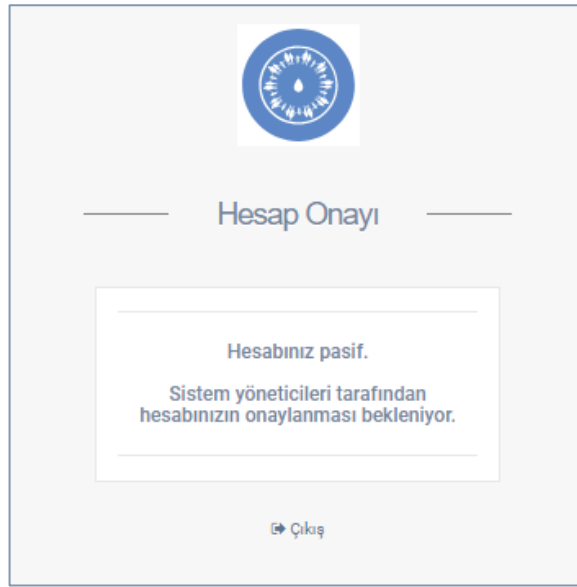 Hesap Onayı
Hesabınız pasif.
Sistem yöneticileri tarafından
hesabınızın onaylanması bekleniyor.
Çıkış